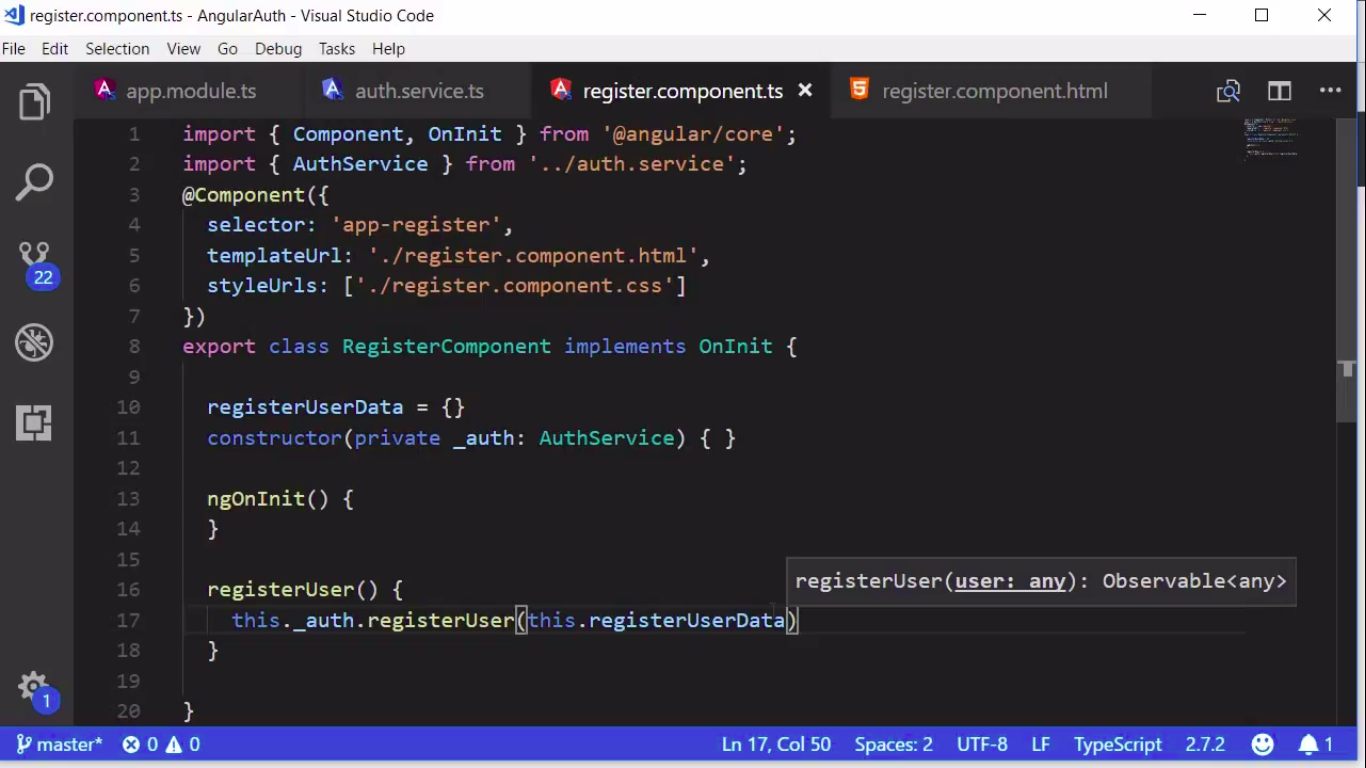 register.component.ts - AngularAuth - Visual Studio Code
File Edit Selection View Go Debug Tasks Help
app.module.ts auth.service.ts register.component.ts register.component.html
1 import { Component, OnInit } from '@angular/core';
2 import { AuthService } from '../auth.service';
3 @Component({
4 selector: 'app-register',
5 templateUrl: './register.component.html',
6 styleUrls: ['./register.component.css']
7 })
8 export class RegisterComponent implements OnInit {
9
10 registerUserData = {}
11 constructor(private _auth: AuthService) { }
12
13 ngOnInit() {
14 }
15
16 registerUser() {
registerUser(user: any): Observable<any>
17 this._auth.registerUser(this.registerUserData)
18 }
19
20 }
22
1
master* 0 0 Ln 17, Col 50 Spaces: 2 UTF-8 LF TypeScript 2.7.2 1